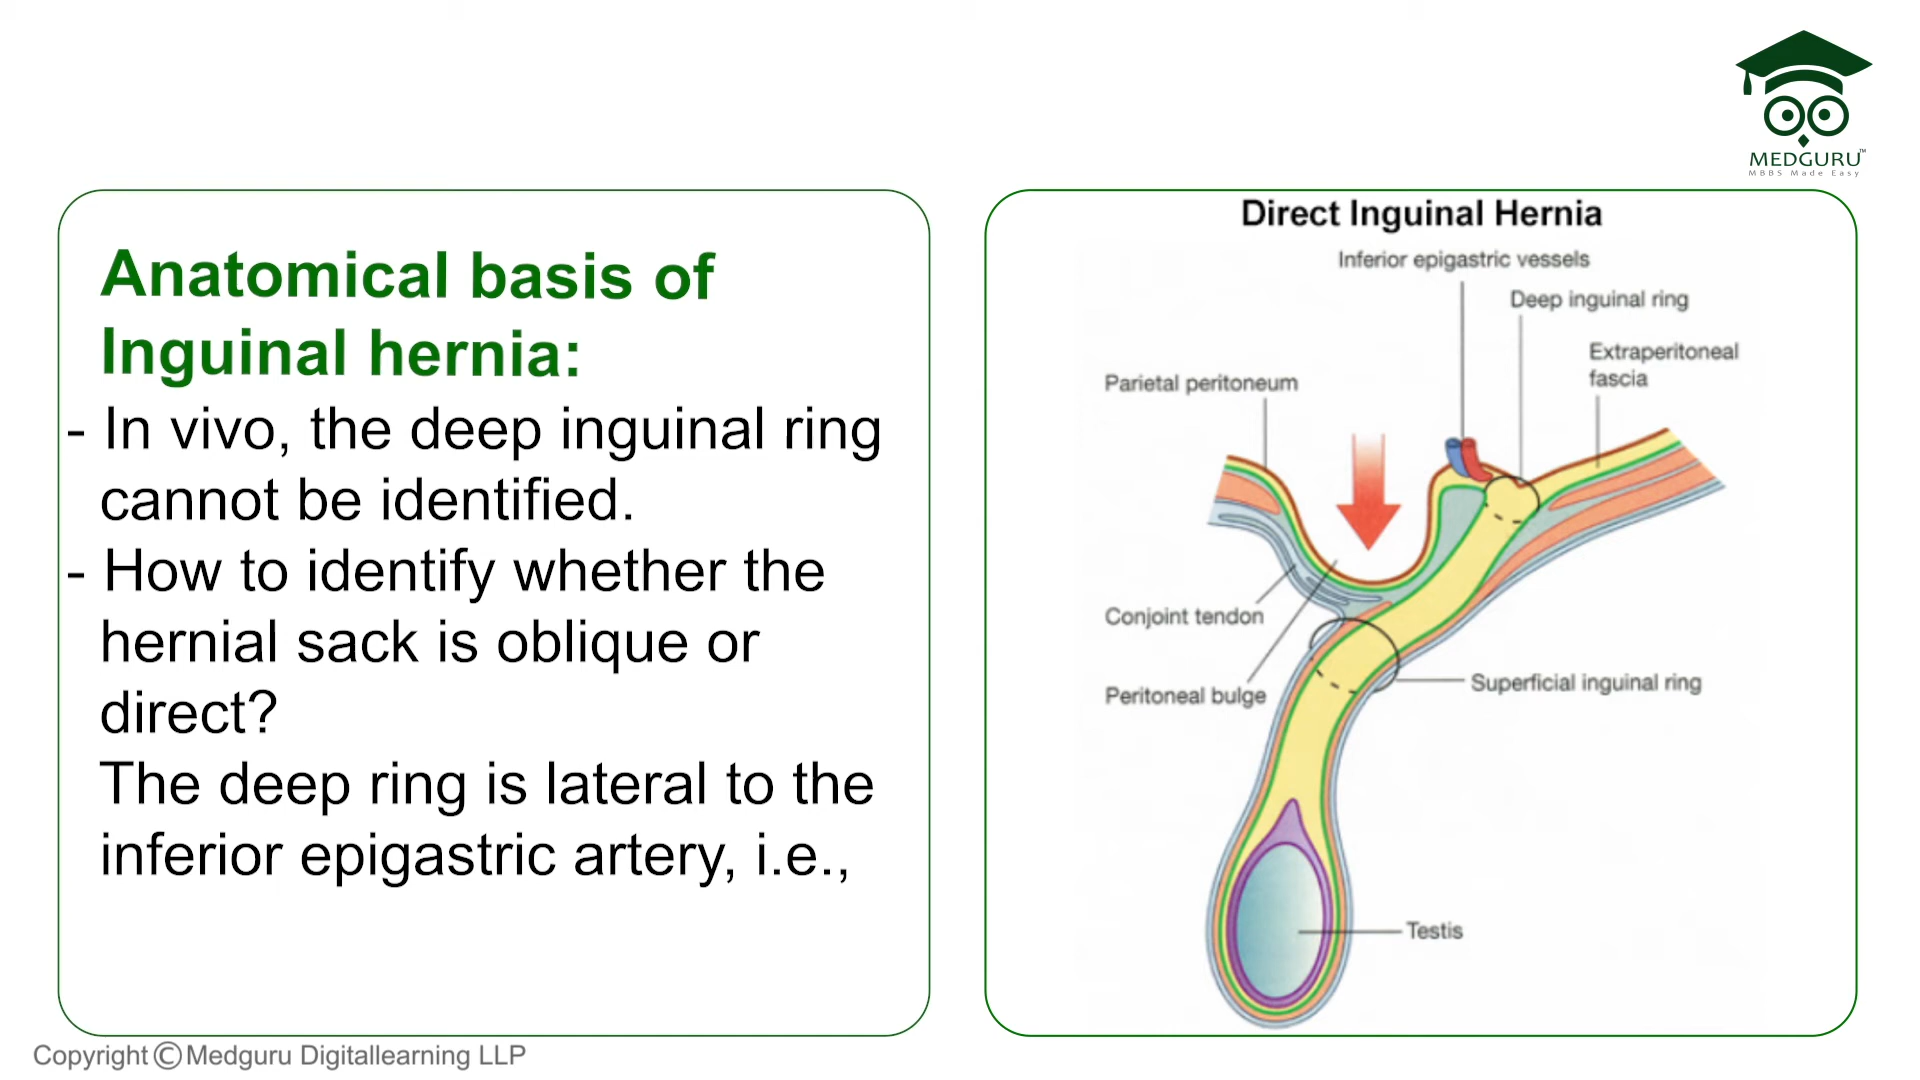 MEDGURU™
MBBS Made Easy
Anatomical basis of
Inguinal hernia:
- In vivo, the deep inguinal ring
cannot be identified.
- How to identify whether the
hernial sack is oblique or
direct?
The deep ring is lateral to the
inferior epigastric artery, i.e.,
Direct Inguinal Hernia
Inferior epigastric vessels
Deep inguinal ring
Extraperitoneal
fascia
Parietal peritoneum
Conjoint tendon
Peritoneal bulge
Superficial inguinal ring
Testis
Copyright © Medguru Digitallearning LLP